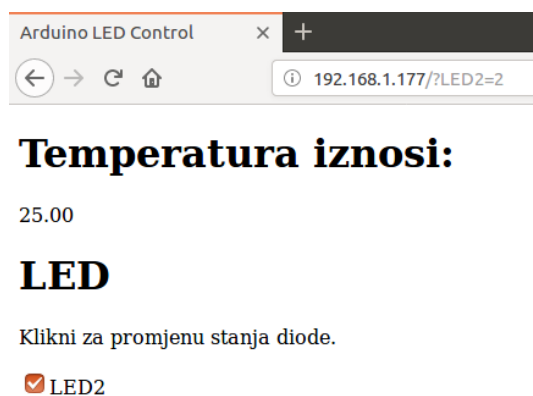 Arduino LED Control
192.168.1.177/?LED2=2
Temperatura iznosi:
25.00
LED
Klikni za promjenu stanja diode.
LED2